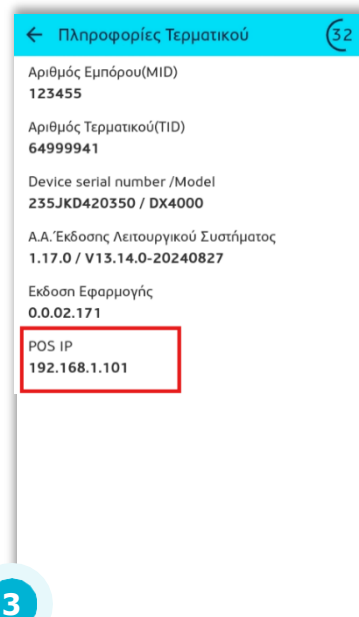 Πληροφορίες Τερματικού
32
Αριθμός Εμπόρου(MID)
123455
Αριθμός Τερματικού(TID)
64999941
Device serial number /Model
235JKD420350 / DX4000
Α.Α.Έκδοσης Λειτουργικού Συστήματος
1.17.0 / V13.14.0-20240827
Εκδοση Εφαρμογής
0.0.02.171
POS IP
192.168.1.101
3